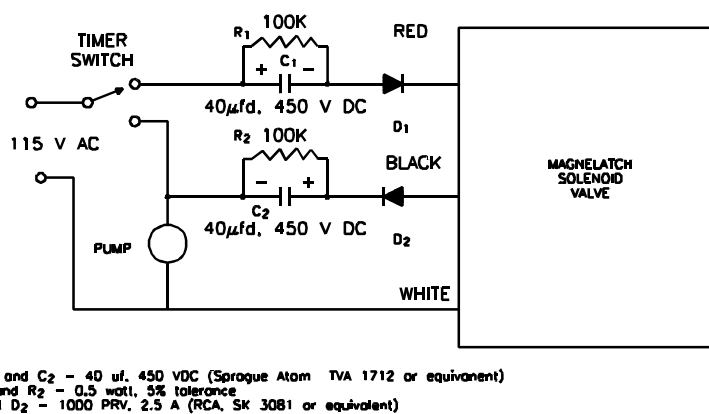 R1 100K
RED
TIMER
SWITCH
+ C1 –
40µfd, 450 V DC
D1
115 V AC
R2 100K
BLACK
MAGNELATCH
SOLENOID
VALVE
– +
C2
40µfd, 450 V DC
D2
PUMP
WHITE
and C2 – 40 uf. 450 VDC (Sprague Atom TVA 1712 or equivanent)
and R2 – 0.5 watt, 5% tolerance
D2 – 1000 PRV, 2.5 A (RCA, SK 3081 or equivalent)